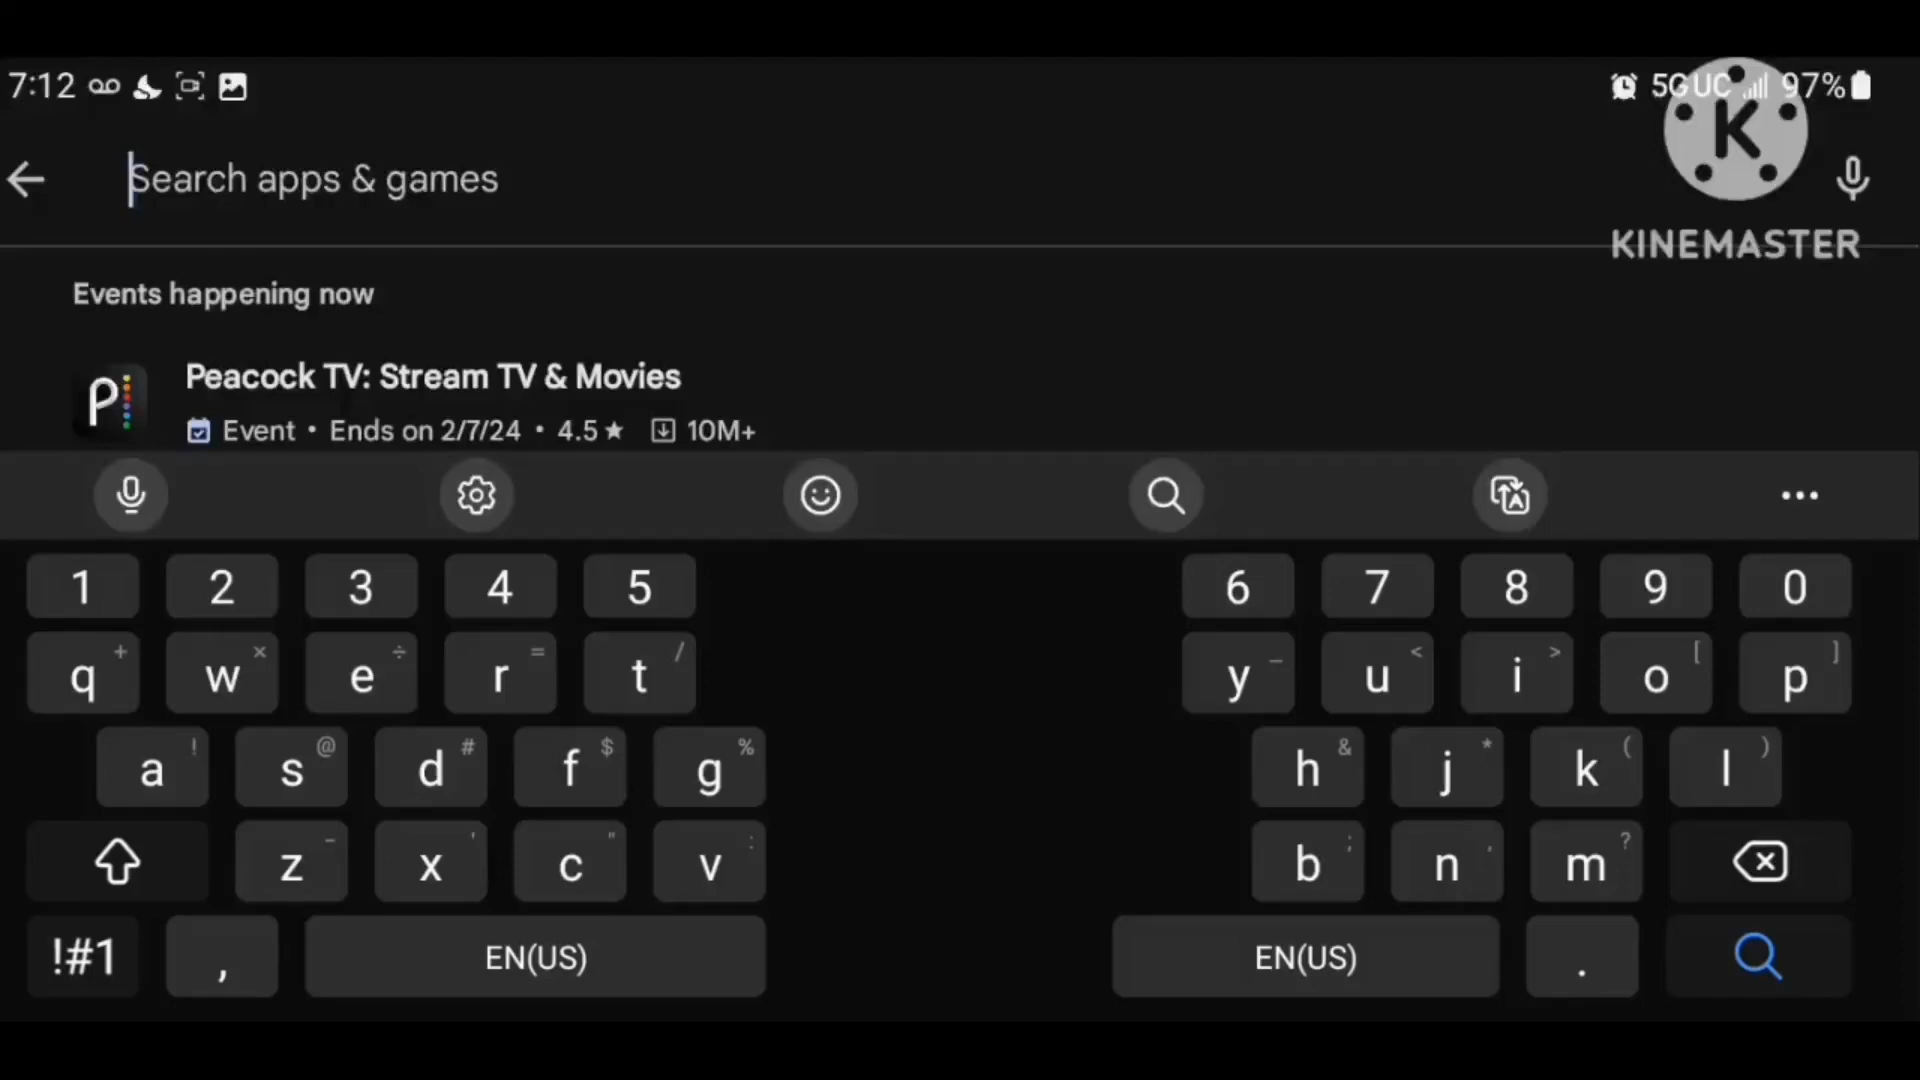 7:12 5G UC 97%
Search apps & games
K
KINEMASTER
Events happening now
P Peacock TV: Stream TV & Movies
Event • Ends on 2/7/24 • 4.5★ 10M+
1 2 3 4 5 6 7 8 9 0
q + w × e ÷ r = t / y _ u < i > o [ p ]
a ! s @ d # f $ g % h & j * k ( l )
z - x ' c " v : b ; n , m ?
!#1 , EN(US) EN(US) .